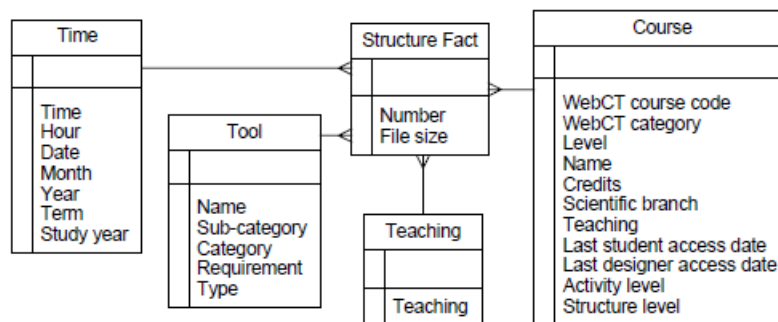 Time
Time
Hour
Date
Month
Year
Term
Study year
Tool
Name
Sub-category
Category
Requirement
Type
Structure Fact
Number
File size
Teaching
Teaching
Course
WebCT course code
WebCT category
Level
Name
Credits
Scientific branch
Teaching
Last student access date
Last designer access date
Activity level
Structure level